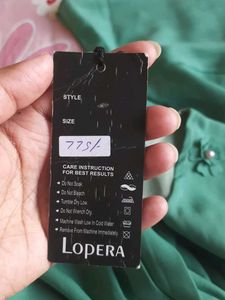 STYLE
SIZE
775/-
CARE INSTRUCTION
FOR BEST RESULTS
Do Not Soak
Do Not Bleach
Tumble Dry Low
Do Not Wrench Dry.
Machine Wash Low In Cold Water
Remove From Machine Immediately.
LOPERA